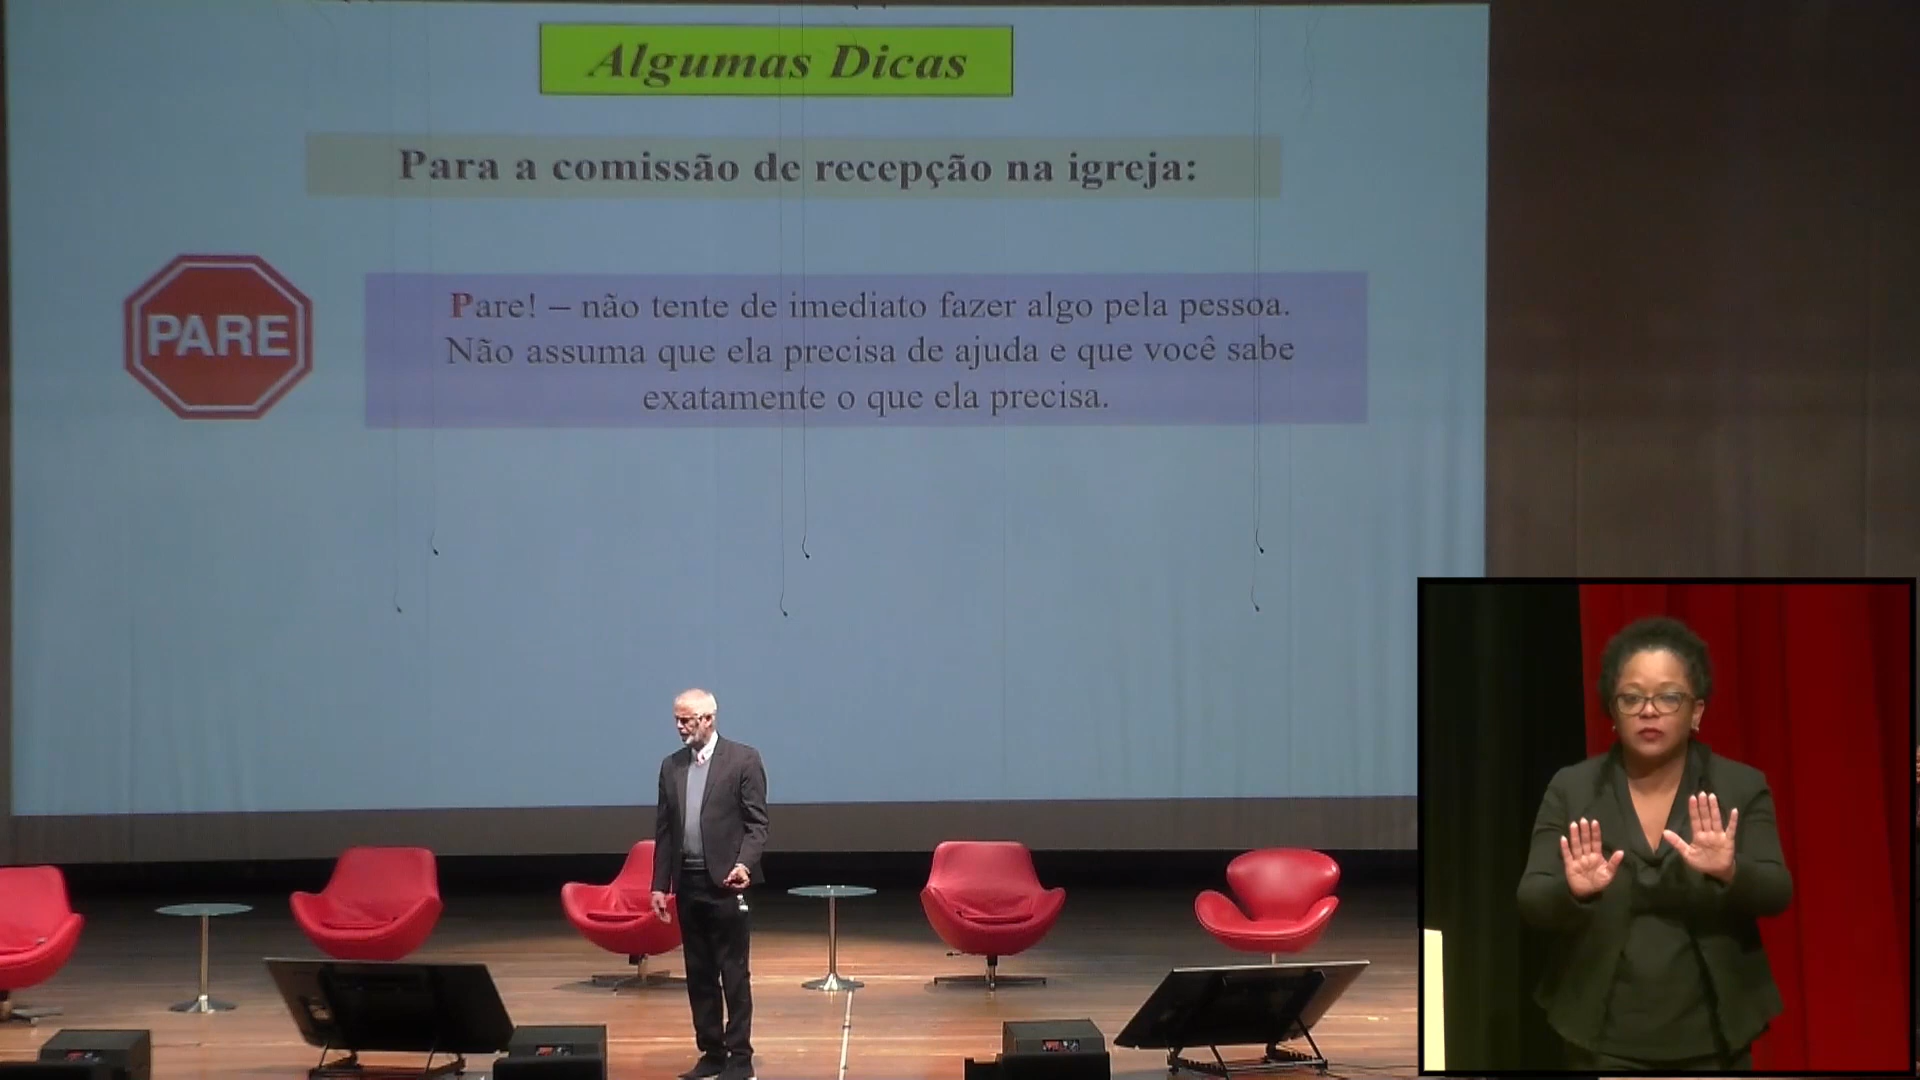 Algumas Dicas
Para a comissão de recepção na igreja:
PARE
Pare! – não tente de imediato fazer algo pela pessoa.
Não assuma que ela precisa de ajuda e que você sabe
exatamente o que ela precisa.